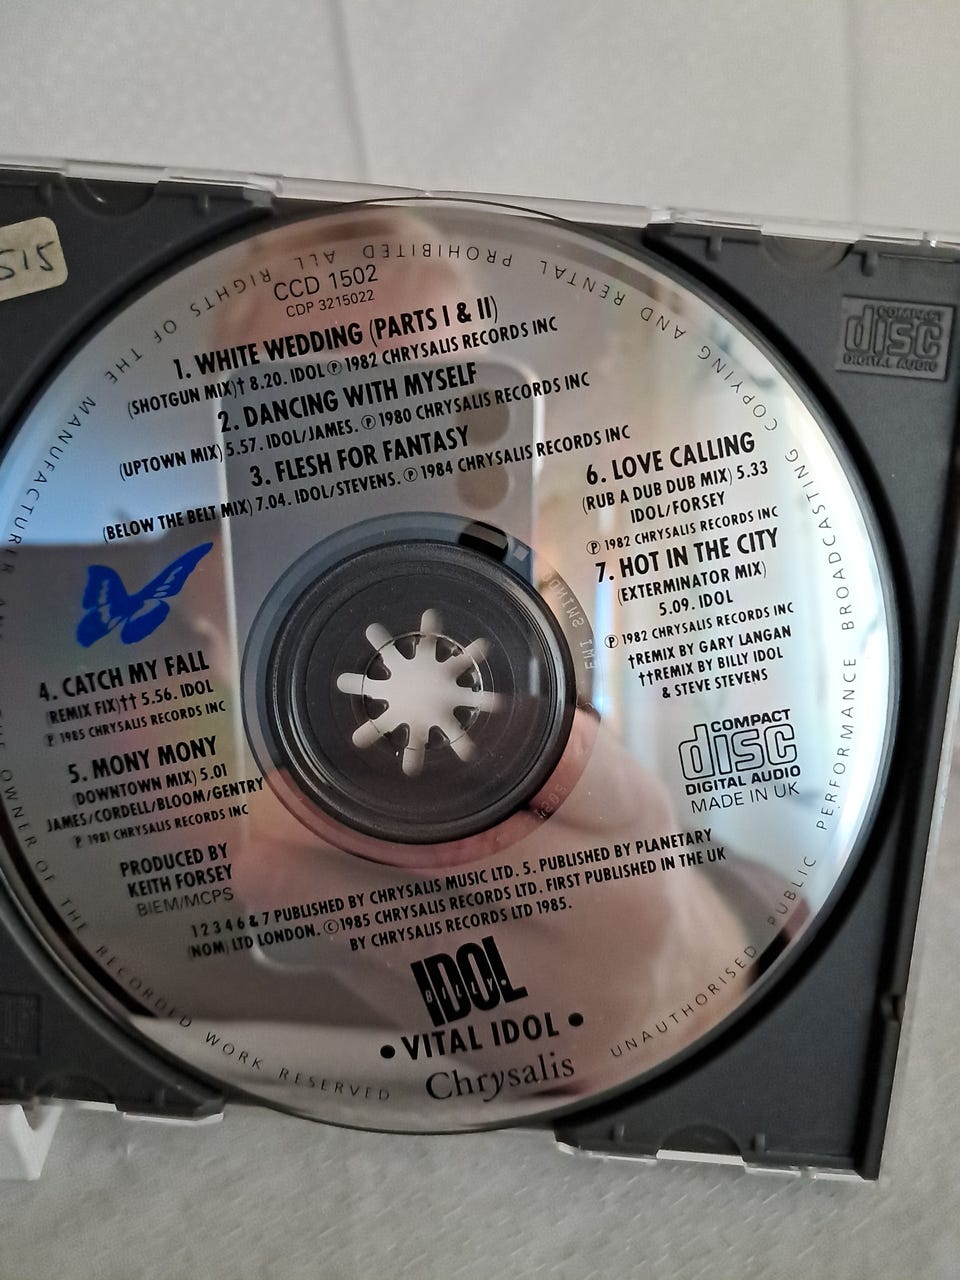 515
CCD 1502
CDP 3215022
1. WHITE WEDDING (PARTS I & II)
(SHOTGUN MIX)† 8.20. IDOL Ⓟ 1982 CHRYSALIS RECORDS INC
2. DANCING WITH MYSELF
(UPTOWN MIX) 5.57. IDOL/JAMES. Ⓟ 1980 CHRYSALIS RECORDS INC
3. FLESH FOR FANTASY
(BELOW THE BELT MIX) 7.04. IDOL/STEVENS. Ⓟ 1984 CHRYSALIS RECORDS INC
4. CATCH MY FALL
(REMIX FIX)†† 5.56. IDOL
Ⓟ 1985 CHRYSALIS RECORDS INC
5. MONY MONY
(DOWNTOWN MIX) 5.01
JAMES/CORDELL/BLOOM/GENTRY
Ⓟ 1981 CHRYSALIS RECORDS INC
PRODUCED BY
KEITH FORSEY
BIEM/MCPS
6. LOVE CALLING
(RUB A DUB DUB MIX) 5.33
IDOL/FORSEY
Ⓟ 1982 CHRYSALIS RECORDS INC
7. HOT IN THE CITY
(EXTERMINATOR MIX)
5.09. IDOL
Ⓟ 1982 CHRYSALIS RECORDS INC
†REMIX BY GARY LANGAN
††REMIX BY BILLY IDOL
& STEVE STEVENS
COMPACT
disc
DIGITAL AUDIO
MADE IN UK
1 2 3 4 6 & 7 PUBLISHED BY CHRYSALIS MUSIC LTD. 5. PUBLISHED BY PLANETARY
(NOM) LTD LONDON. © 1985 CHRYSALIS RECORDS LTD. FIRST PUBLISHED IN THE UK
BY CHRYSALIS RECORDS LTD 1985.
IDOL
BILLY
• VITAL IDOL •
Chrysalis
ALL RIGHTS OF THE MANUFACTURER AND THE OWNER OF THE RECORDED WORK RESERVED
UNAUTHORISED PUBLIC PERFORMANCE BROADCASTING COPYING AND RENTAL PROHIBITED
EMI
COMPACT
disc
DIGITAL AUDIO